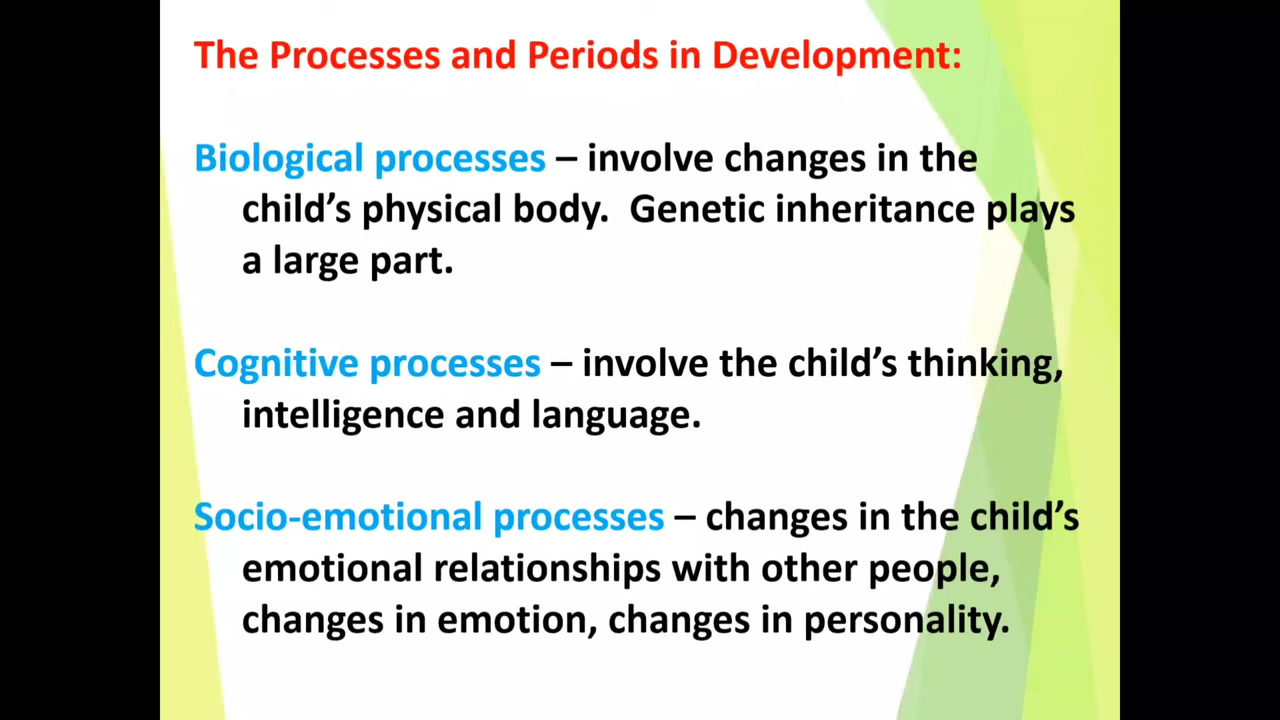 The Processes and Periods in Development:
Biological processes – involve changes in the
child’s physical body.  Genetic inheritance plays
a large part.
Cognitive processes – involve the child’s thinking,
intelligence and language.
Socio-emotional processes – changes in the child’s
emotional relationships with other people,
changes in emotion, changes in personality.